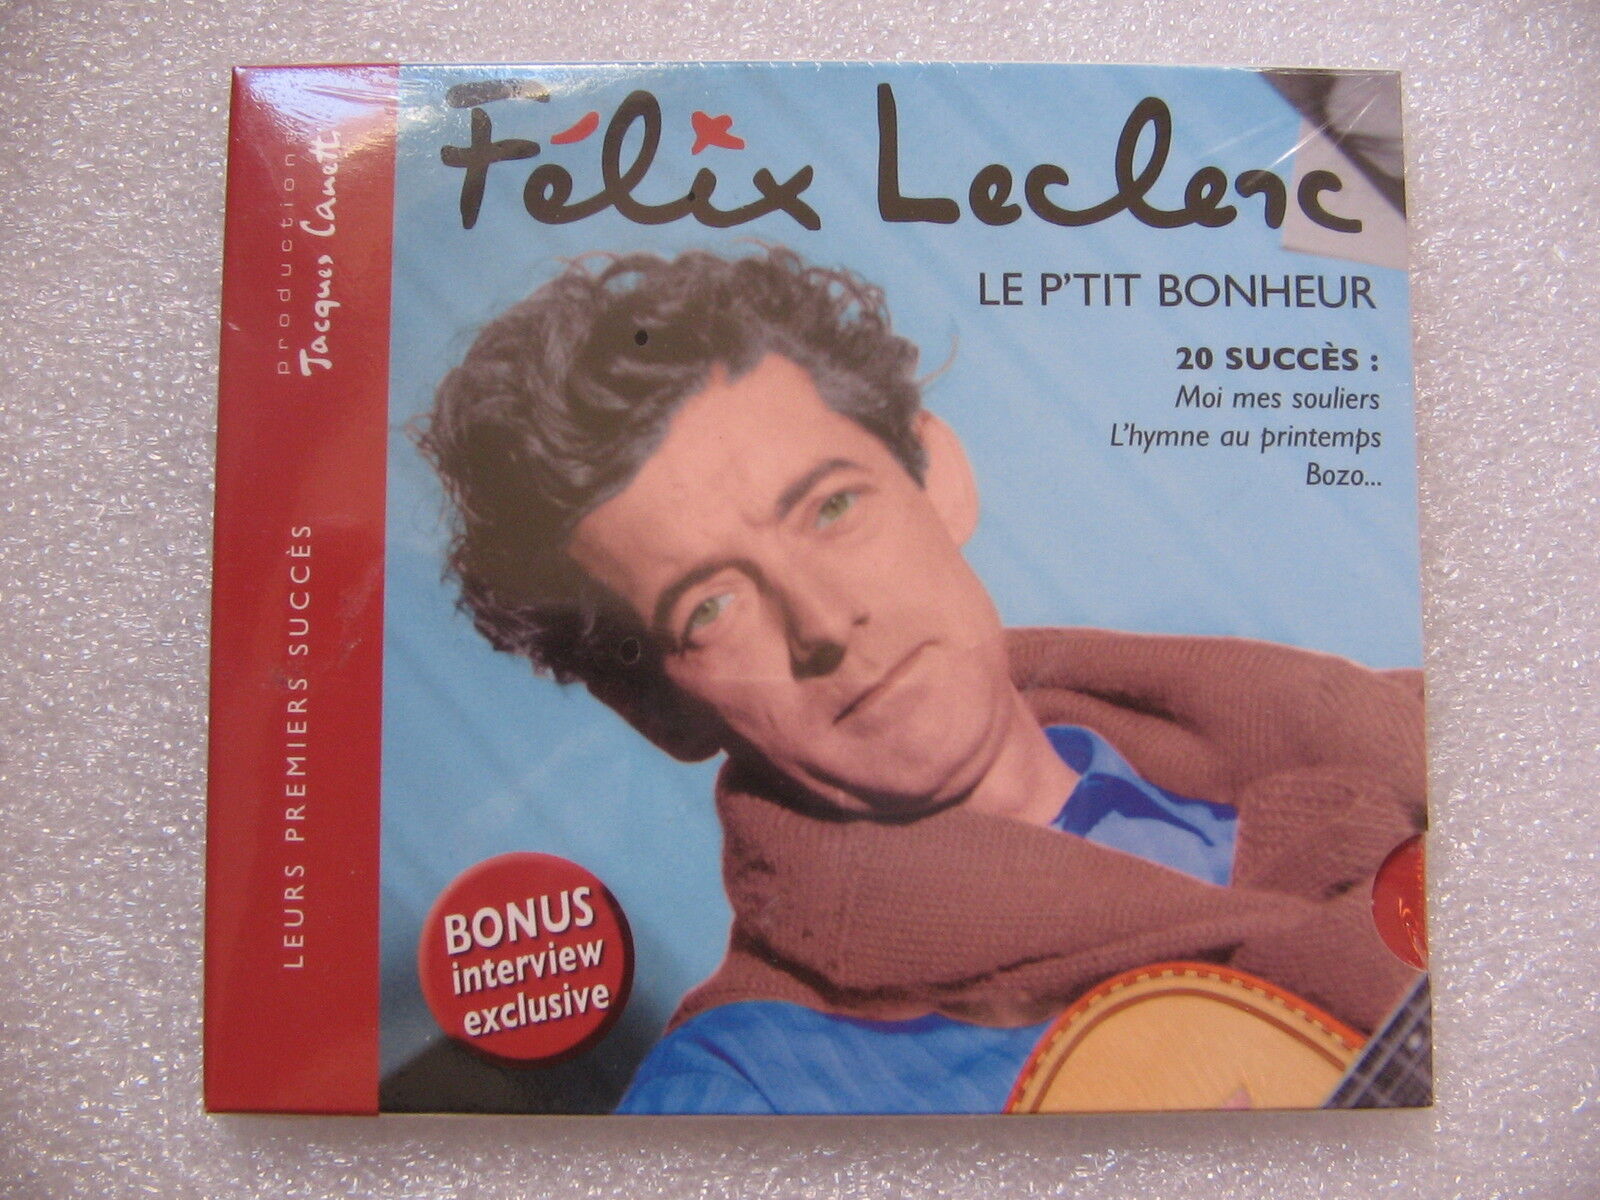 Félix Leclerc
LE P'TIT BONHEUR
20 SUCCÈS :
Moi mes souliers
L'hymne au printemps
Bozo...
BONUS
interview
exclusive
production
Jacques Canetti
LEURS PREMIERS SUCCÈS